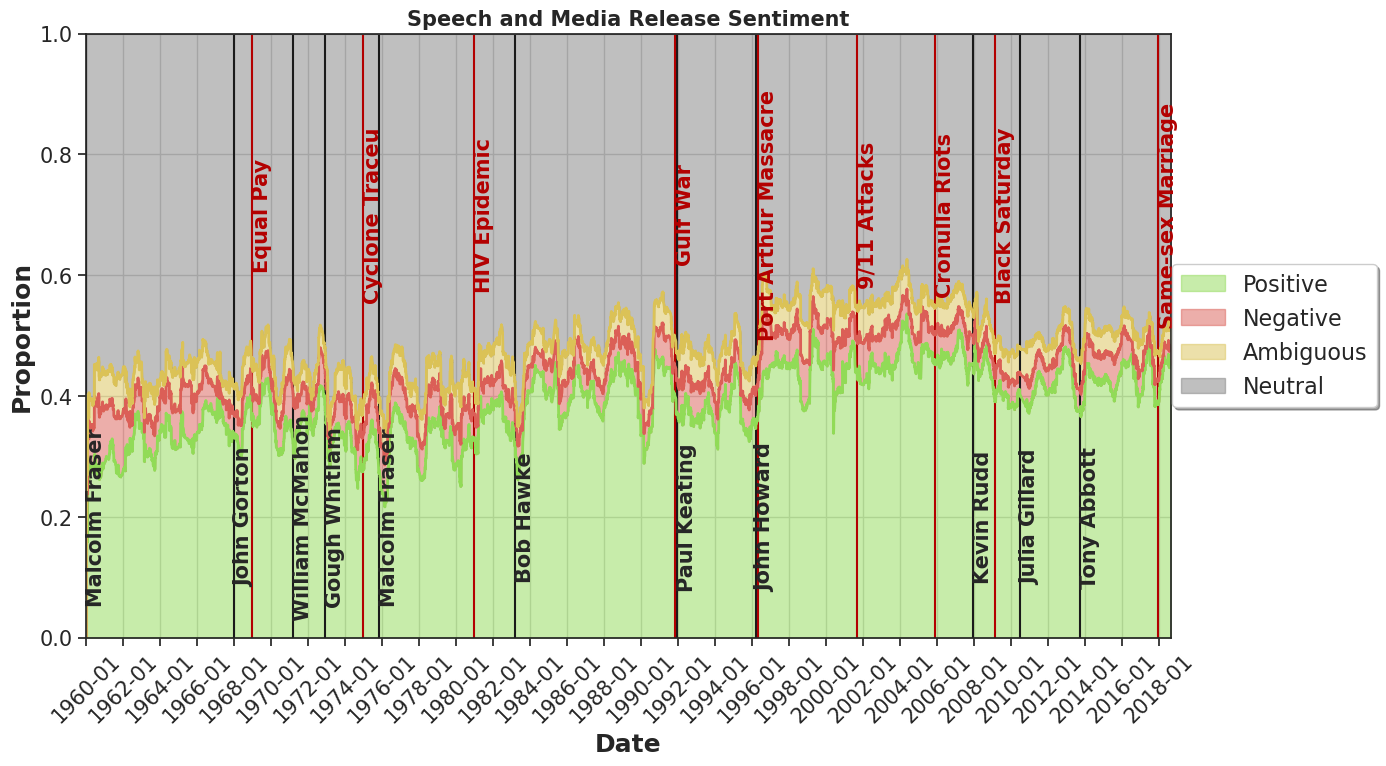 Speech and Media Release Sentiment
1.0
0.8
0.6
0.4
0.2
0.0
Proportion
Equal Pay
Cyclone Traceu
HIV Epidemic
Gulf War
Port Arthur Massacre
9/11 Attacks
Cronulla Riots
Black Saturday
Same-sex Marriage
Malcolm Fraser
John Gorton
William McMahon
Gough Whitlam
Malcolm Fraser
Bob Hawke
Paul Keating
John Howard
Kevin Rudd
Julia Gillard
Tony Abbott
Positive
Negative
Ambiguous
Neutral
1960-01
1962-01
1964-01
1966-01
1968-01
1970-01
1972-01
1974-01
1976-01
1978-01
1980-01
1982-01
1984-01
1986-01
1988-01
1990-01
1992-01
1994-01
1996-01
1998-01
2000-01
2002-01
2004-01
2006-01
2008-01
2010-01
2012-01
2014-01
2016-01
2018-01
Date